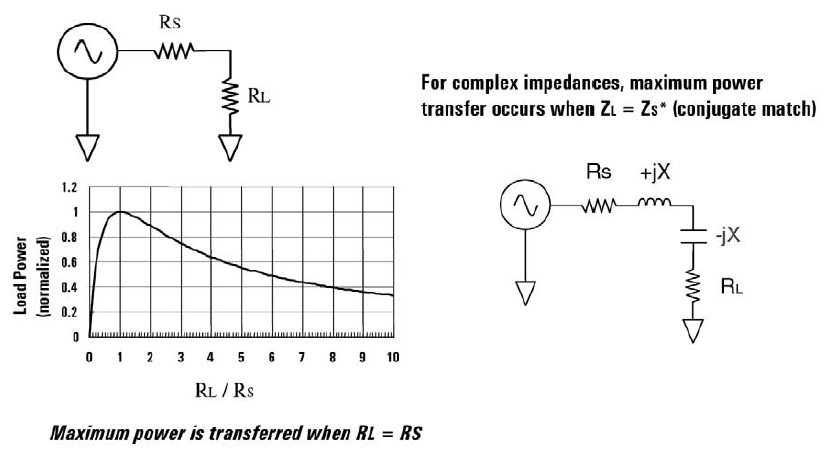 RS
RL
For complex impedances, maximum power
transfer occurs when ZL = ZS* (conjugate match)
RS +jX
-jX
RL
Load Power
(normalized)
1.2
1
0.8
0.6
0.4
0.2
0
0 1 2 3 4 5 6 7 8 9 10
RL / RS
Maximum power is transferred when RL = RS